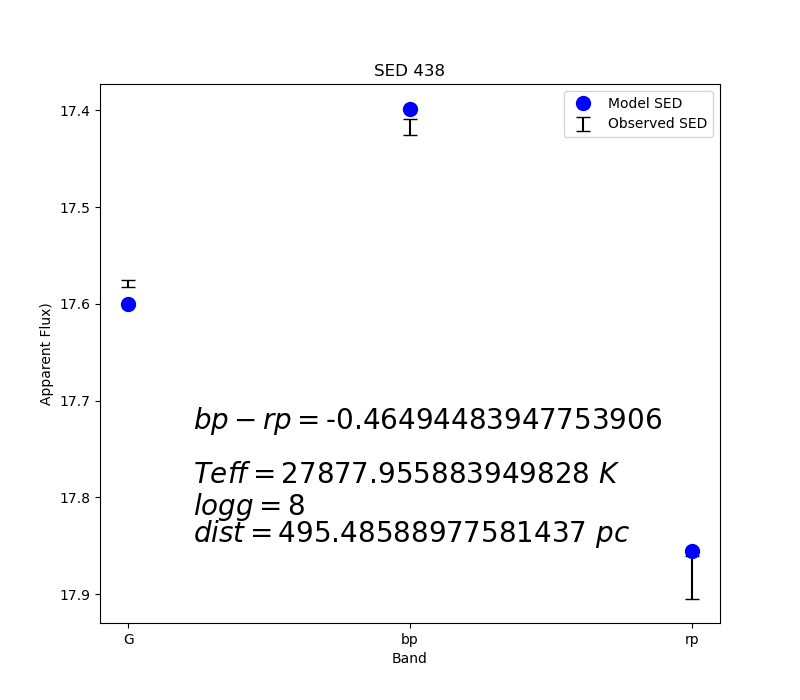 SED 438
Model SED
Observed SED
17.4
17.5
17.6
17.7
17.8
17.9
Apparent Flux)
bp − rp = -0.46494483947753906
Teff = 27877.955883949828 K
logg = 8
dist = 495.48588977581437 pc
G
bp
rp
Band